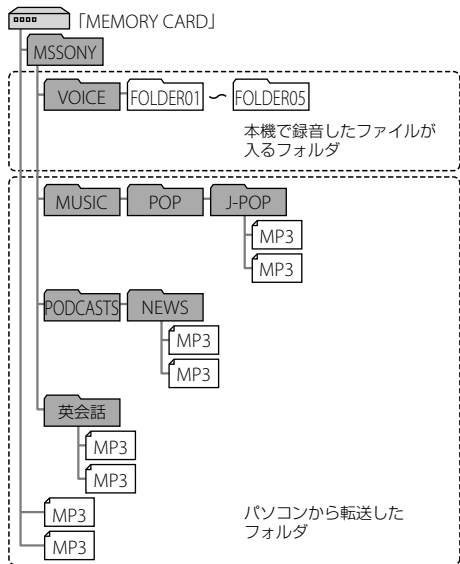 「MEMORY CARD」
MSSONY
VOICE FOLDER01 〜 FOLDER05
本機で録音したファイルが
入るフォルダ
MUSIC POP J-POP
MP3
MP3
PODCASTS NEWS
MP3
MP3
英会話
MP3
MP3
MP3
MP3
パソコンから転送した
フォルダ